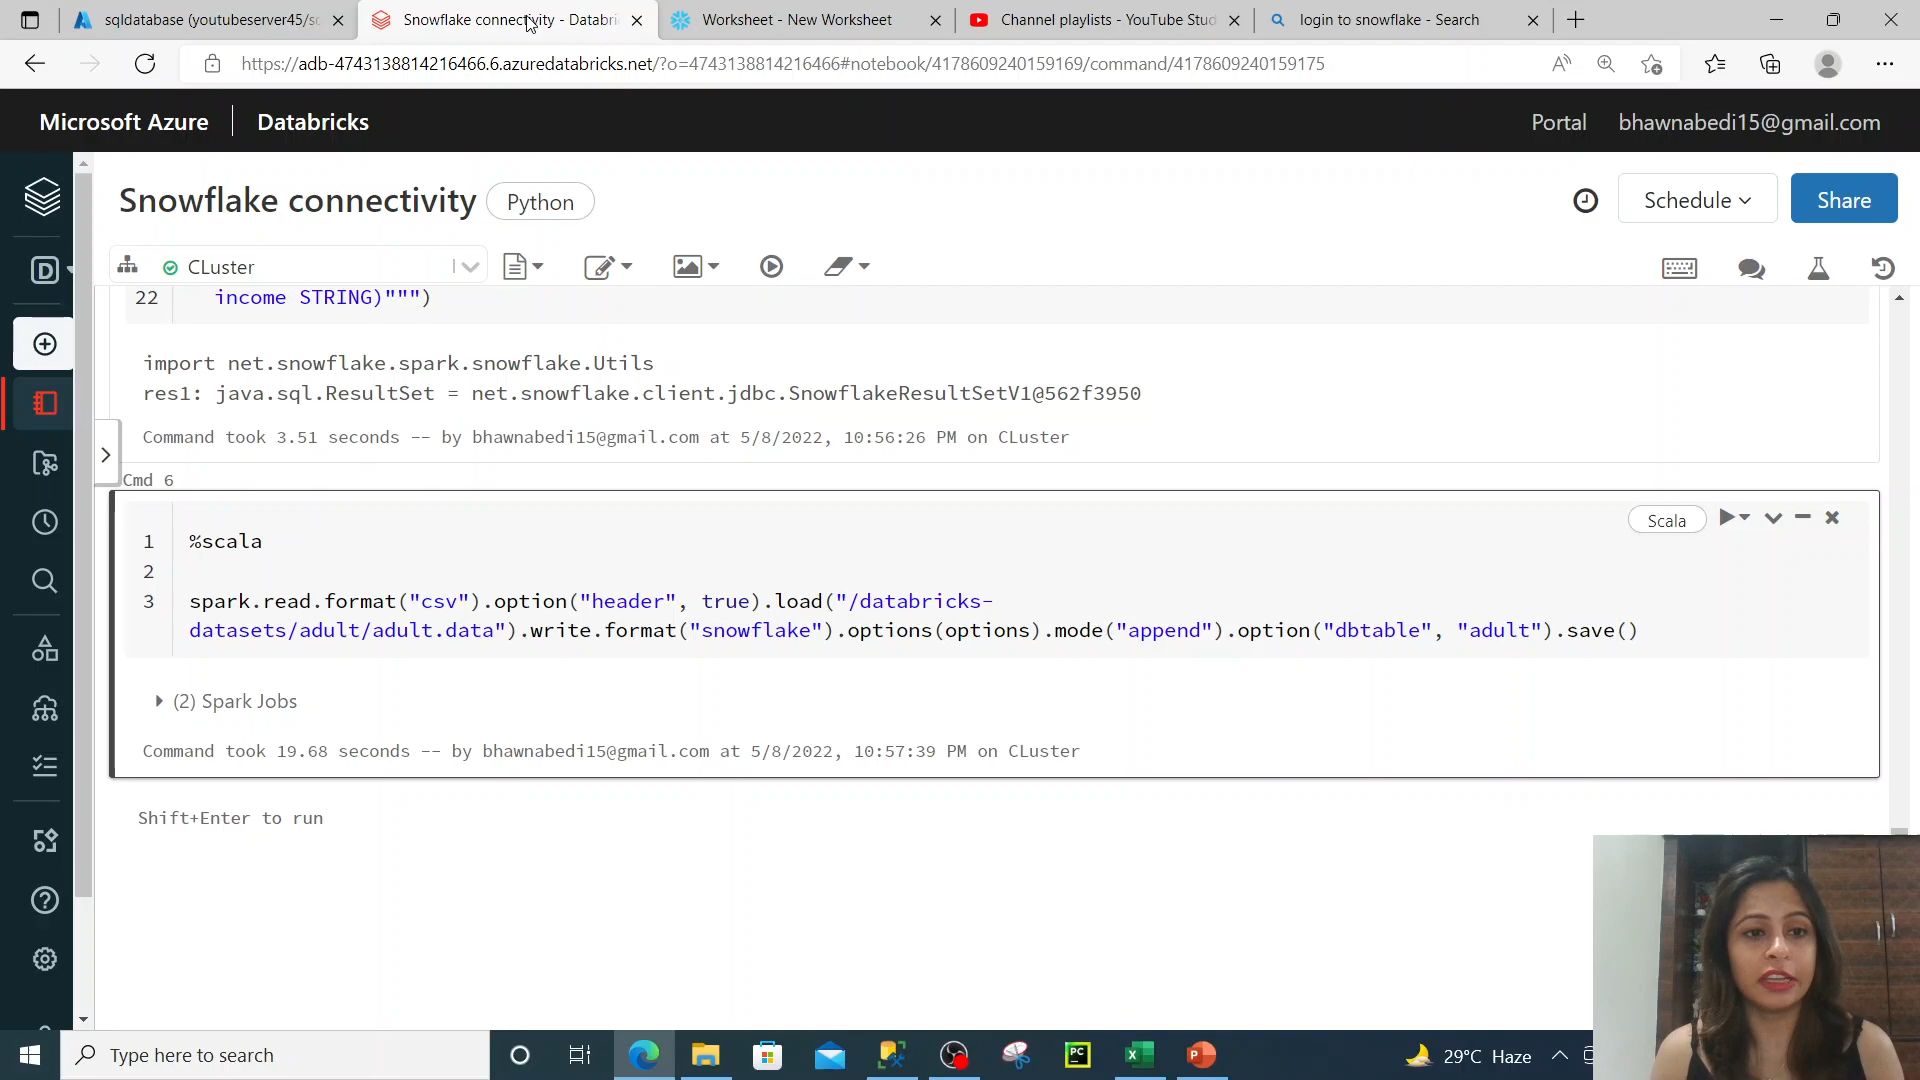 sqldatabase (youtubeserver45/sq
Snowflake connectivity - Databri
Worksheet - New Worksheet
Channel playlists - YouTube Stud
login to snowflake - Search
https://adb-4743138814216466.6.azuredatabricks.net/?o=4743138814216466#notebook/4178609240159169/command/4178609240159175
Microsoft Azure
Databricks
Portal
bhawnabedi15@gmail.com
Snowflake connectivity
Python
Schedule
Share
CLuster
22 income STRING)""")
import net.snowflake.spark.snowflake.Utils
res1: java.sql.ResultSet = net.snowflake.client.jdbc.SnowflakeResultSetV1@562f3950
Command took 3.51 seconds -- by bhawnabedi15@gmail.com at 5/8/2022, 10:56:26 PM on CLuster
Cmd 6
Scala
1 %scala
2
3 spark.read.format("csv").option("header", true).load("/databricks-
datasets/adult/adult.data").write.format("snowflake").options(options).mode("append").option("dbtable", "adult").save()
(2) Spark Jobs
Command took 19.68 seconds -- by bhawnabedi15@gmail.com at 5/8/2022, 10:57:39 PM on CLuster
Shift+Enter to run
Type here to search
29°C Haze